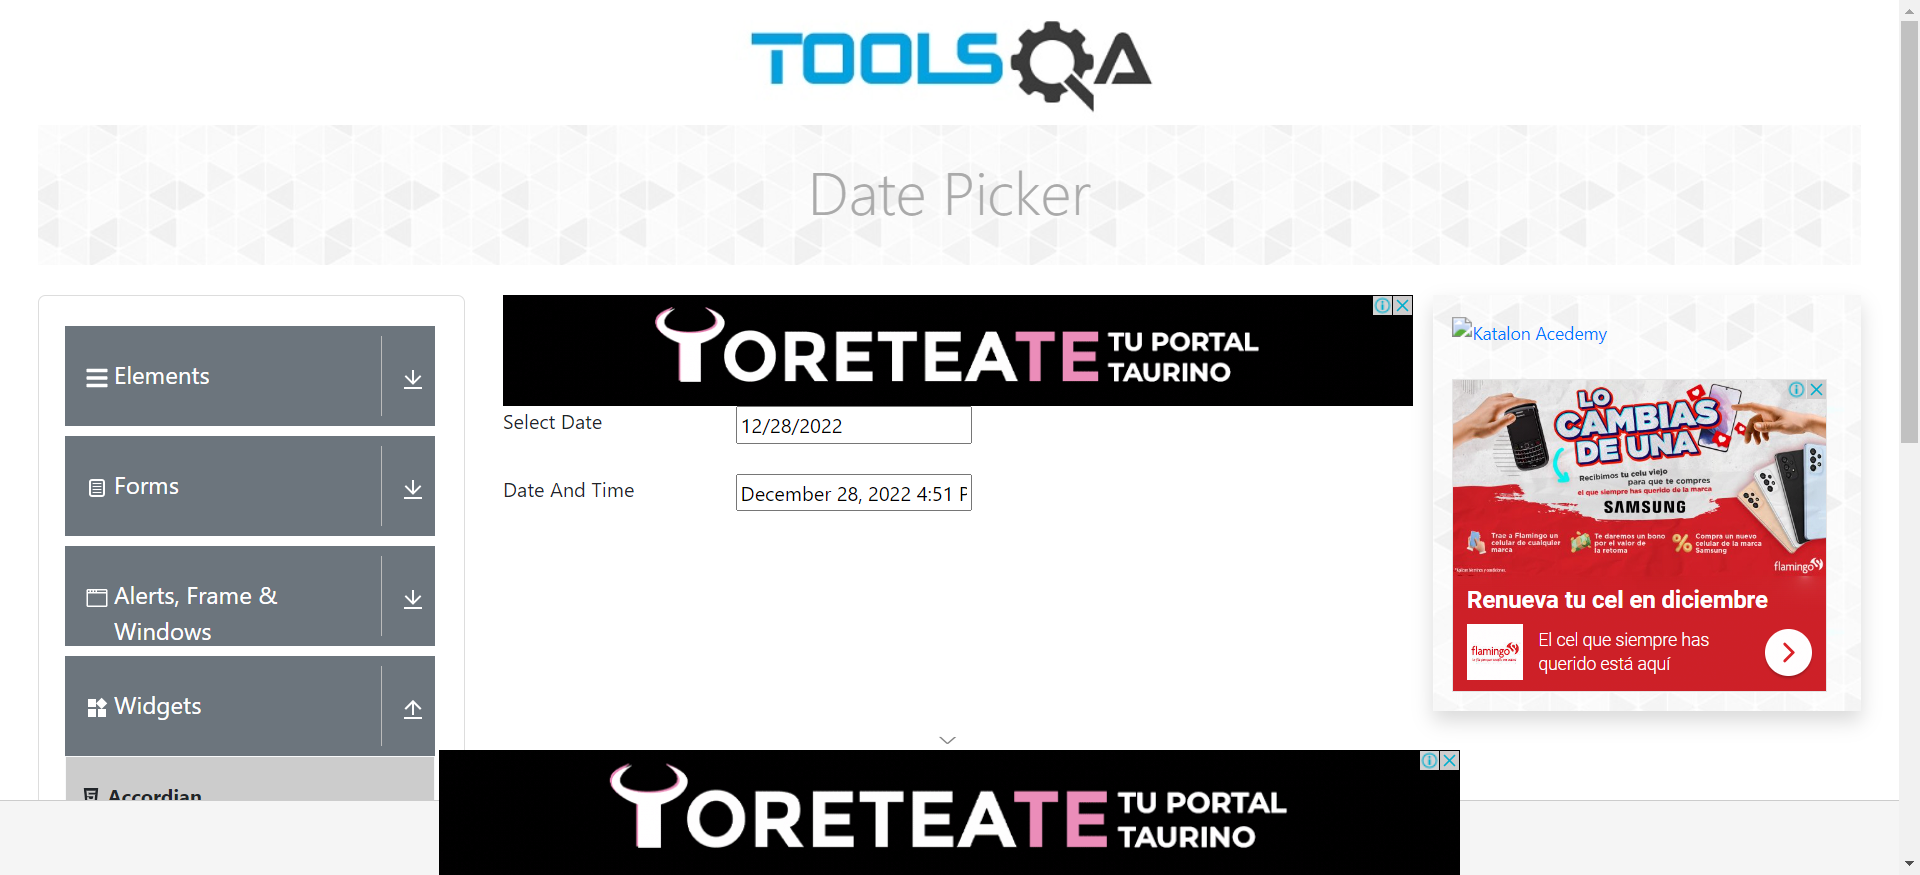 TOOLSQA
Date Picker
Elements
Forms
Alerts, Frame &
Windows
Widgets
Accordian
TORETEATE TU PORTAL
TAURINO
Select Date
12/28/2022
Date And Time
December 28, 2022 4:51 P
Katalon Acedemy
LO
CAMBIAS
DE UNA
Recibimos tu celu viejo
para que te compres
el que siempre has querido de la marca
SAMSUNG
Trae a Flamingo un
celular de cualquier
marca
Te daremos un bono
por el valor de
la retoma
Compra un nuevo
celular de la marca
Samsung
flamingo
Renueva tu cel en diciembre
flamingo
El cel que siempre has
querido está aquí
TORETEATE TU PORTAL
TAURINO